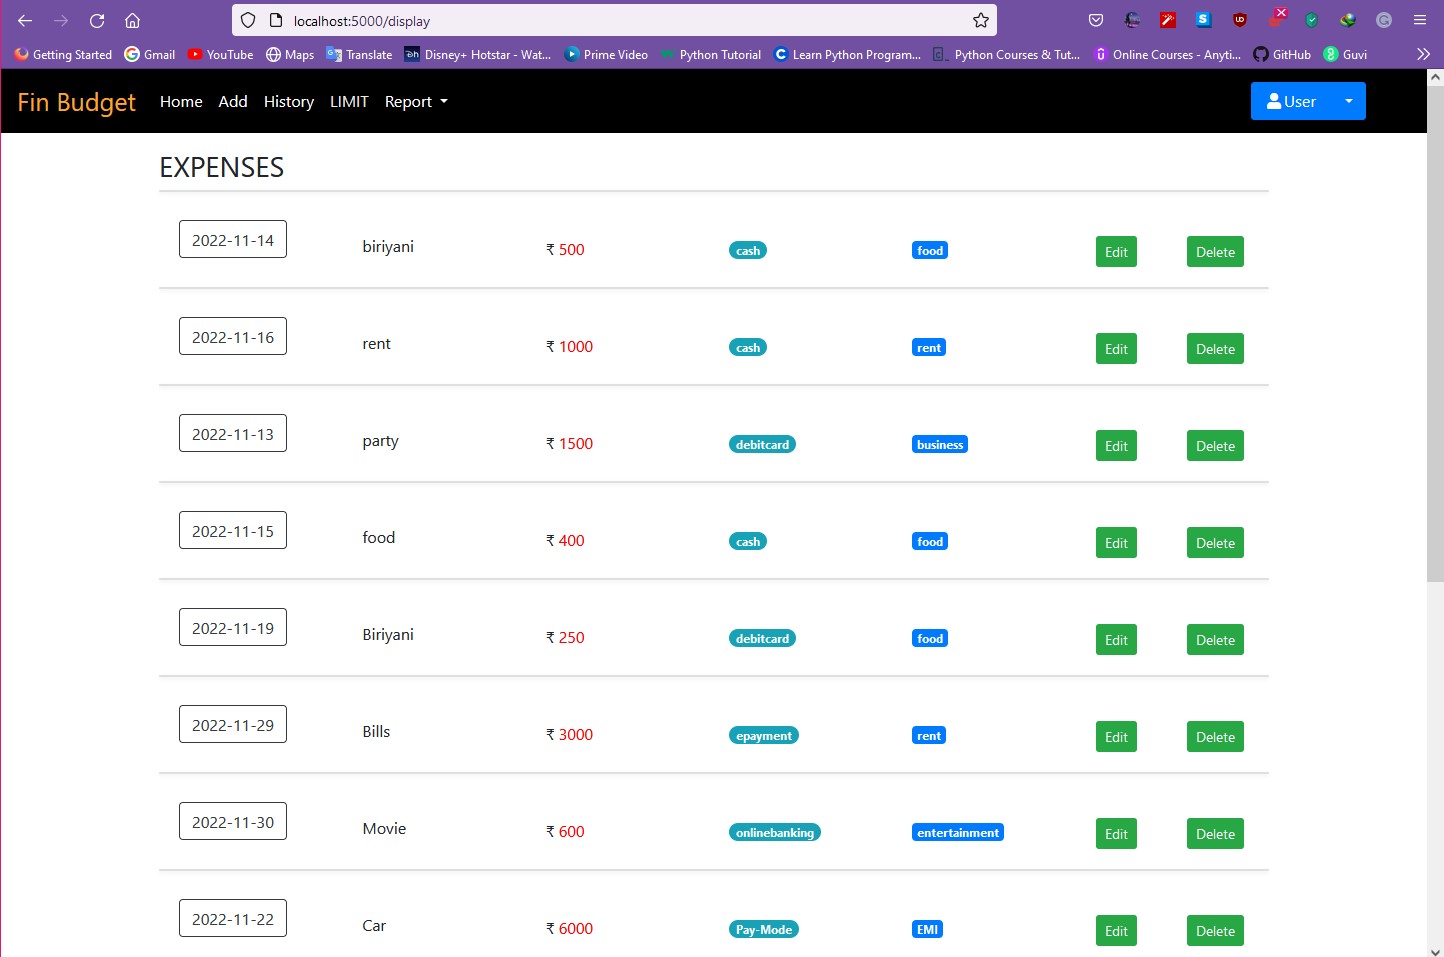 localhost:5000/display
Getting Started Gmail YouTube Maps Translate Disney+ Hotstar - Wat... Prime Video Python Tutorial Learn Python Program... Python Courses & Tut... Online Courses - Anyti... GitHub Guvi
Fin Budget Home Add History LIMIT Report User
EXPENSES
2022-11-14 biriyani ₹ 500 cash food Edit Delete
2022-11-16 rent ₹ 1000 cash rent Edit Delete
2022-11-13 party ₹ 1500 debitcard business Edit Delete
2022-11-15 food ₹ 400 cash food Edit Delete
2022-11-19 Biriyani ₹ 250 debitcard food Edit Delete
2022-11-29 Bills ₹ 3000 epayment rent Edit Delete
2022-11-30 Movie ₹ 600 onlinebanking entertainment Edit Delete
2022-11-22 Car ₹ 6000 Pay-Mode EMI Edit Delete